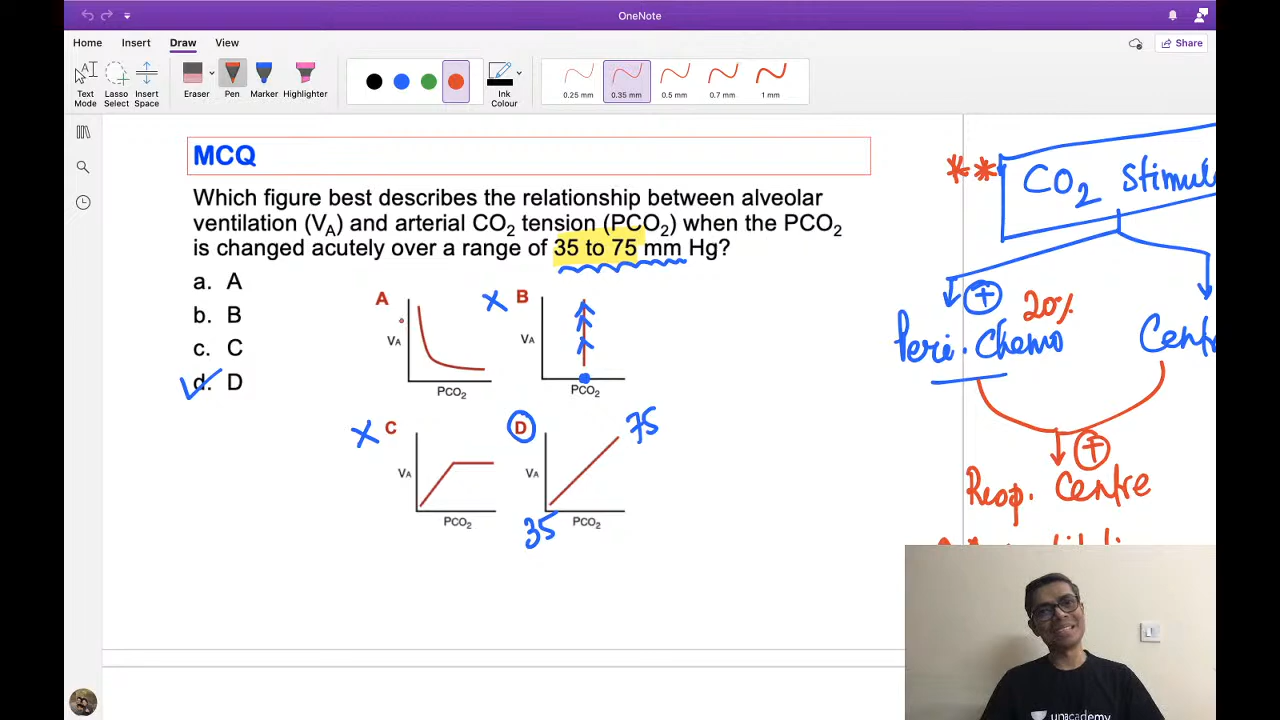 OneNote
Home Insert Draw View
Share
Text Mode
Lasso Select
Insert Space
Eraser
Pen
Marker
Highlighter
Ink Colour
0.25 mm
0.35 mm
0.5 mm
0.7 mm
1 mm
MCQ
Which figure best describes the relationship between alveolar
ventilation (VA) and arterial CO2 tension (PCO2) when the PCO2
is changed acutely over a range of 35 to 75 mm Hg?
a. A
b. B
c. C
d. D
A
VA
PCO2
X B
VA
PCO2
X C
VA
PCO2
D
75
VA
35
PCO2
** CO2 Stimul
+ 20%
Peri. Chemo
Cent
+
Resp. Centre
unacademy